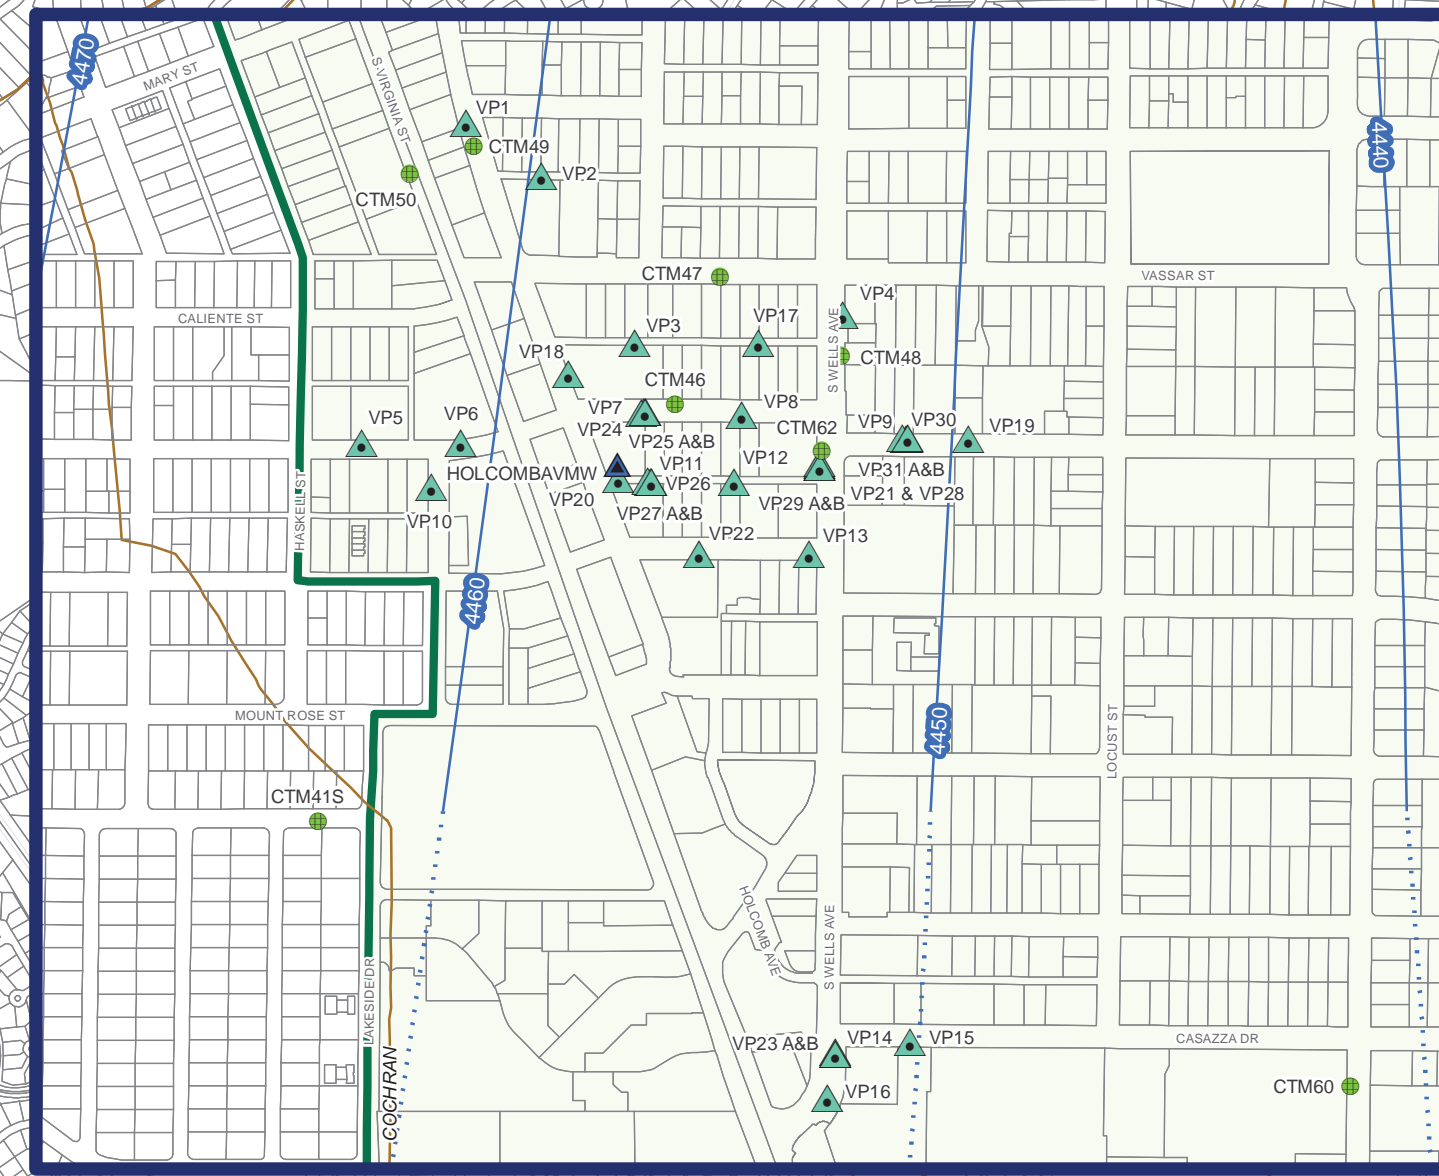 4470
MARY ST
S VIRGINIA ST
VP1
CTM49
CTM50
VP2
4440
CTM47
VASSAR ST
VP4
CALIENTE ST
VP3
VP17
S WELLS AVE
VP18
CTM48
CTM46
VP7
VP8
VP5
VP6
VP24
CTM62
VP9
VP30
VP19
VP25 A&B
HOLCOMBAVMW
VP11
VP12
VP31 A&B
VP26
VP20
VP29 A&B
VP21 & VP28
HASKELL ST
VP10
VP27 A&B
VP22
VP13
4460
MOUNT ROSE ST
4450
LOCUST ST
CTM41S
HOLCOMB AVE
S WELLS AVE
LAKESIDE DR
VP23 A&B
VP14
VP15
CASAZZA DR
COCHRAN
VP16
CTM60